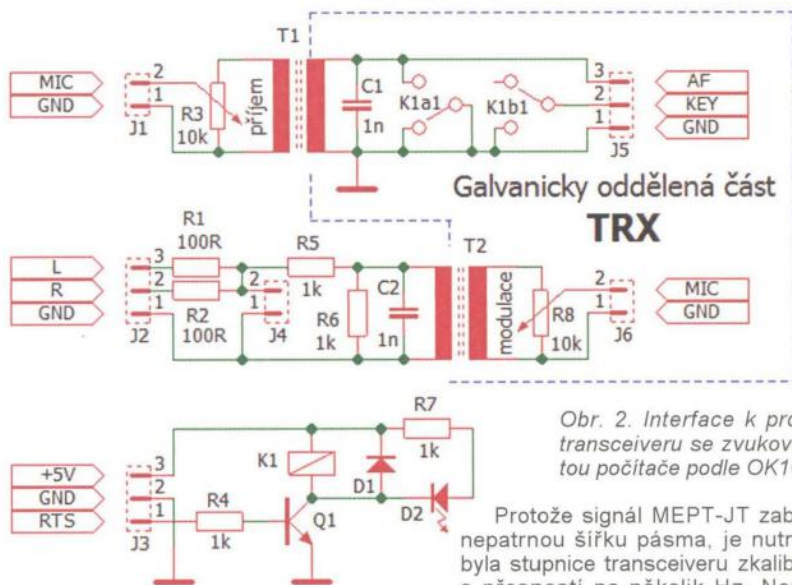 T1
MIC
GND
2
1
J1
R3
10k
příjem
C1
1n
K1a1
K1b1
3
2
1
J5
AF
KEY
GND
Galvanicky oddělená část
TRX
L
R
GND
3
2
1
J2
R1
100R
R2
100R
2
1
J4
R5
1k
R6
1k
C2
1n
T2
modulace
R8
10k
2
1
J6
MIC
GND
+5V
GND
RTS
3
2
1
J3
R4
1k
K1
Q1
D1
R7
1k
D2
Obr. 2. Interface k pro
transceiveru se zvukov
tou počítače podle OK1
Protože signál MEPT-JT zab
nepatrnou šířku pásma, je nutn
byla stupnice transceiveru zkalib